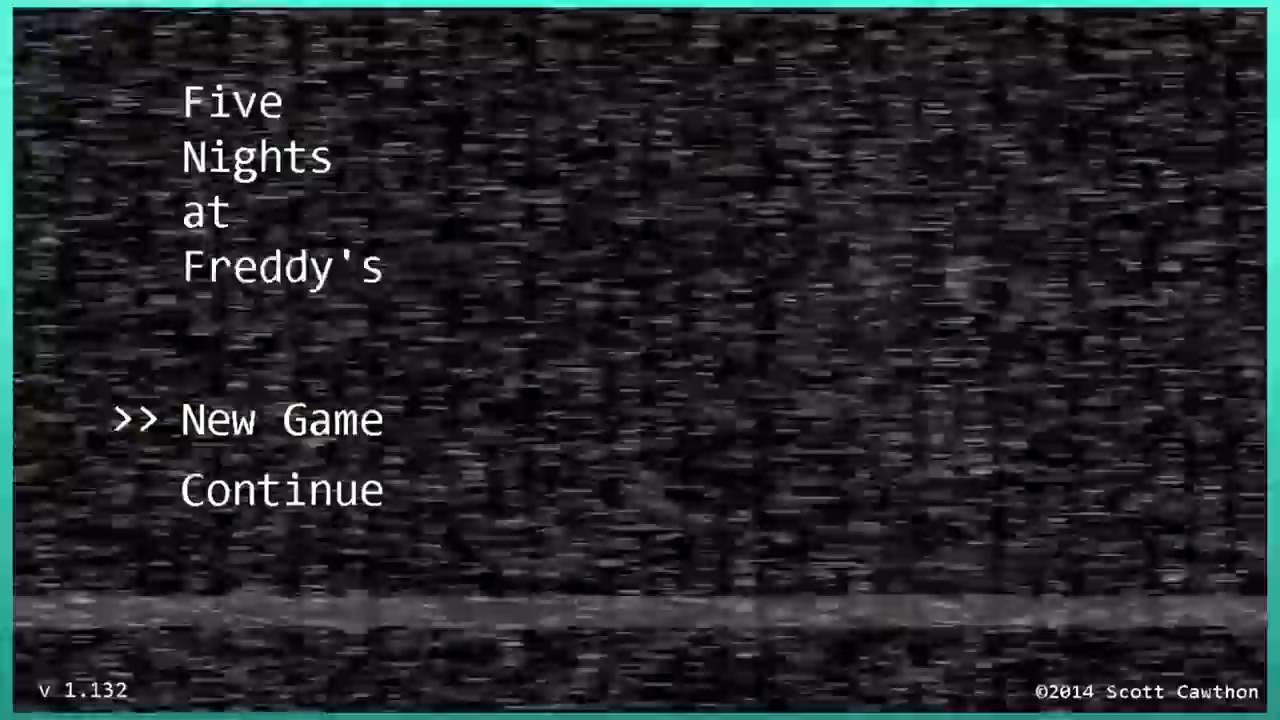 Five
Nights
at
Freddy's
>> New Game
Continue
v 1.132
©2014 Scott Cawthon